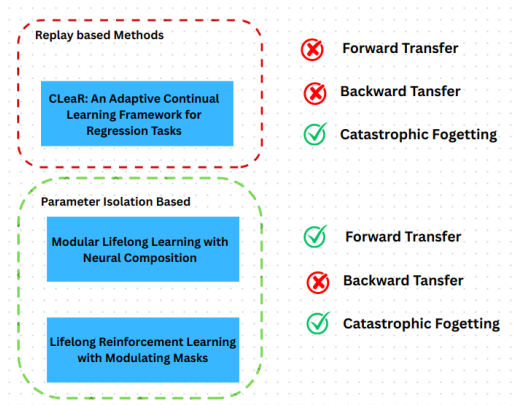 Replay based Methods
CLeaR: An Adaptive Continual
Learning Framework for
Regression Tasks
Forward Transfer
Backward Tansfer
Catastrophic Fogetting
Parameter Isolation Based
Modular Lifelong Learning with
Neural Composition
Lifelong Reinforcement Learning
with Modulating Masks
Forward Transfer
Backward Tansfer
Catastrophic Fogetting